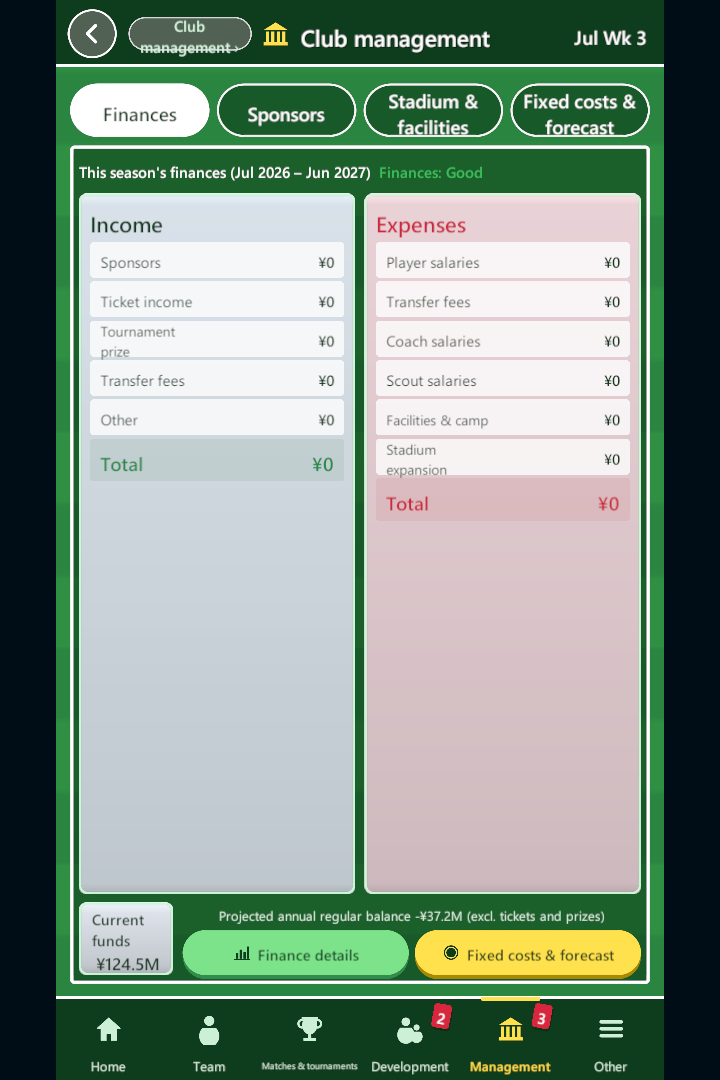 Club
management ›
Club management
Jul Wk 3
Finances
Sponsors
Stadium &
facilities
Fixed costs &
forecast
This season's finances (Jul 2026 – Jun 2027) Finances: Good
Income
Sponsors ¥0
Ticket income ¥0
Tournament
prize
¥0
Transfer fees ¥0
Other ¥0
Total ¥0
Expenses
Player salaries ¥0
Transfer fees ¥0
Coach salaries ¥0
Scout salaries ¥0
Facilities & camp ¥0
Stadium
expansion
¥0
Total ¥0
Current
funds
¥124.5M
Projected annual regular balance -¥37.2M (excl. tickets and prizes)
Finance details
Fixed costs & forecast
2
3
Home
Team
Matches & tournaments
Development
Management
Other